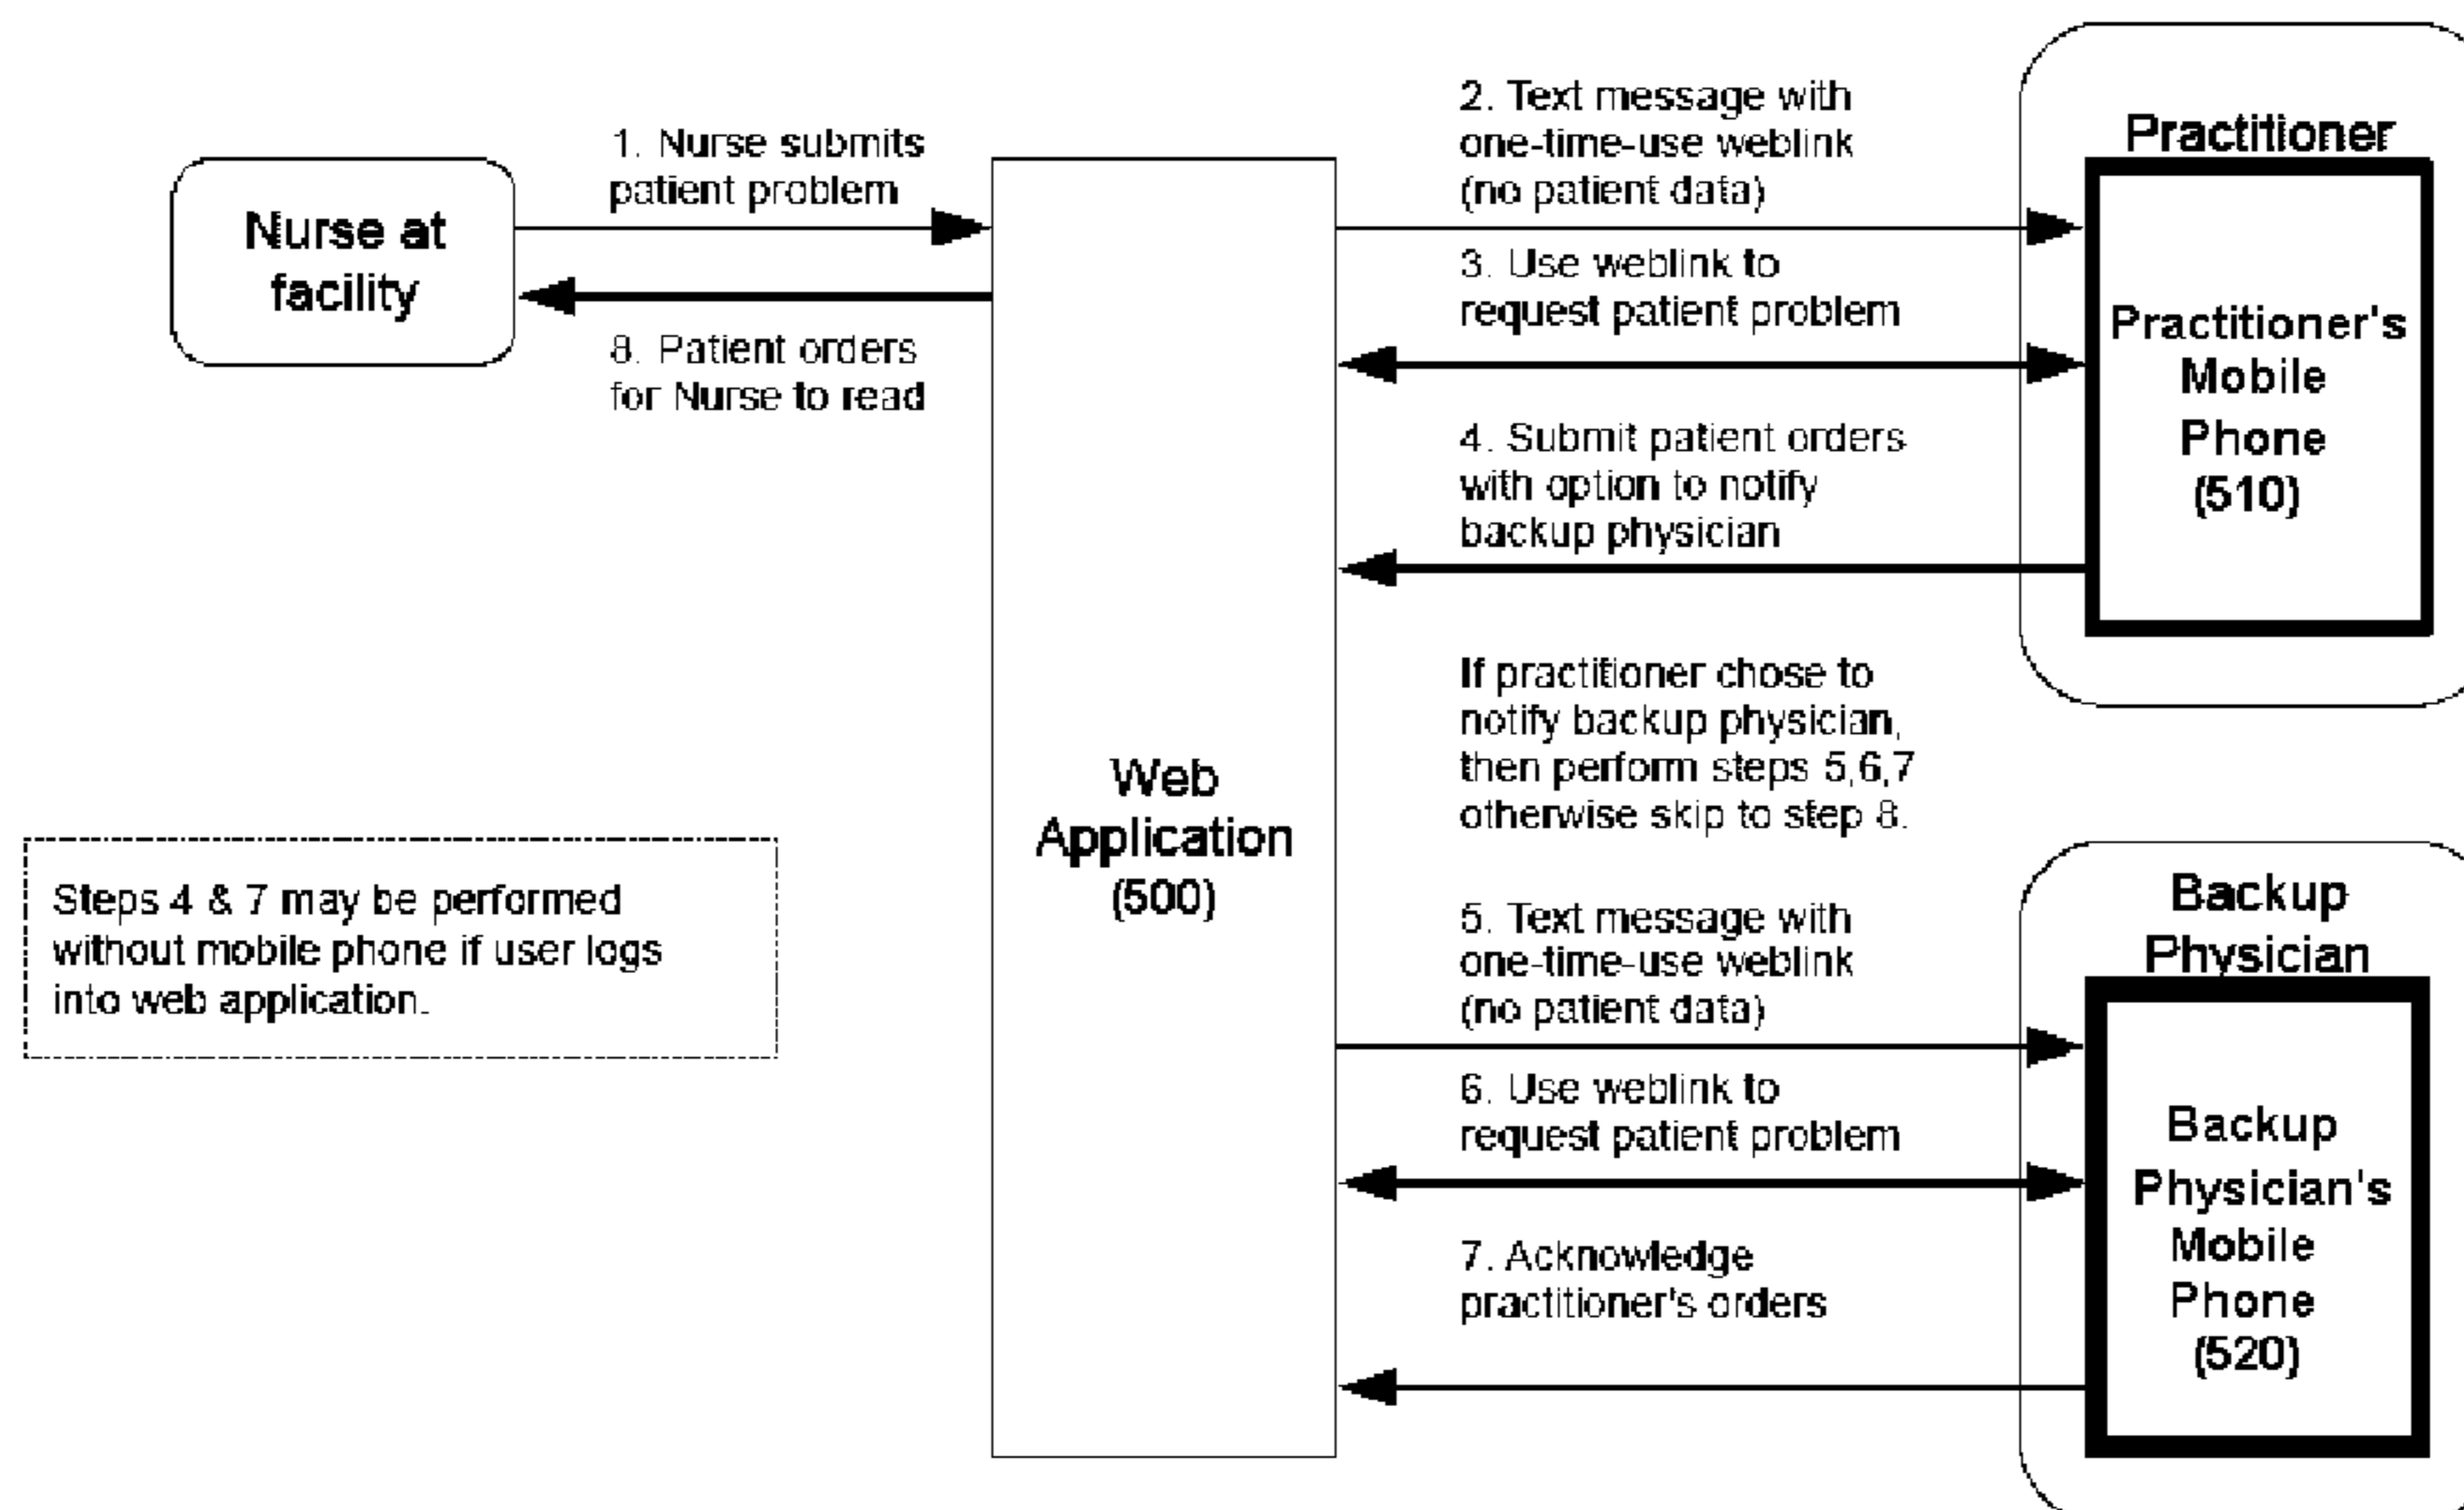 Nurse at
facility
1. Nurse submits
patient problem
8. Patient orders
for Nurse to read
Steps 4 & 7 may be performed
without mobile phone if user logs
into web application.
Web
Application
(500)
2. Text message with
one-time-use weblink
(no patient data)
3. Use weblink to
request patient problem
4. Submit patient orders
with option to notify
backup physician
If practitioner chose to
notify backup physician,
then perform steps 5,6,7
otherwise skip to step 8.
5. Text message with
one-time-use weblink
(no patient data)
6. Use weblink to
request patient problem
7. Acknowledge
practitioner's orders
Practitioner
Practitioner's
Mobile
Phone
(510)
Backup
Physician
Backup
Physician's
Mobile
Phone
(520)